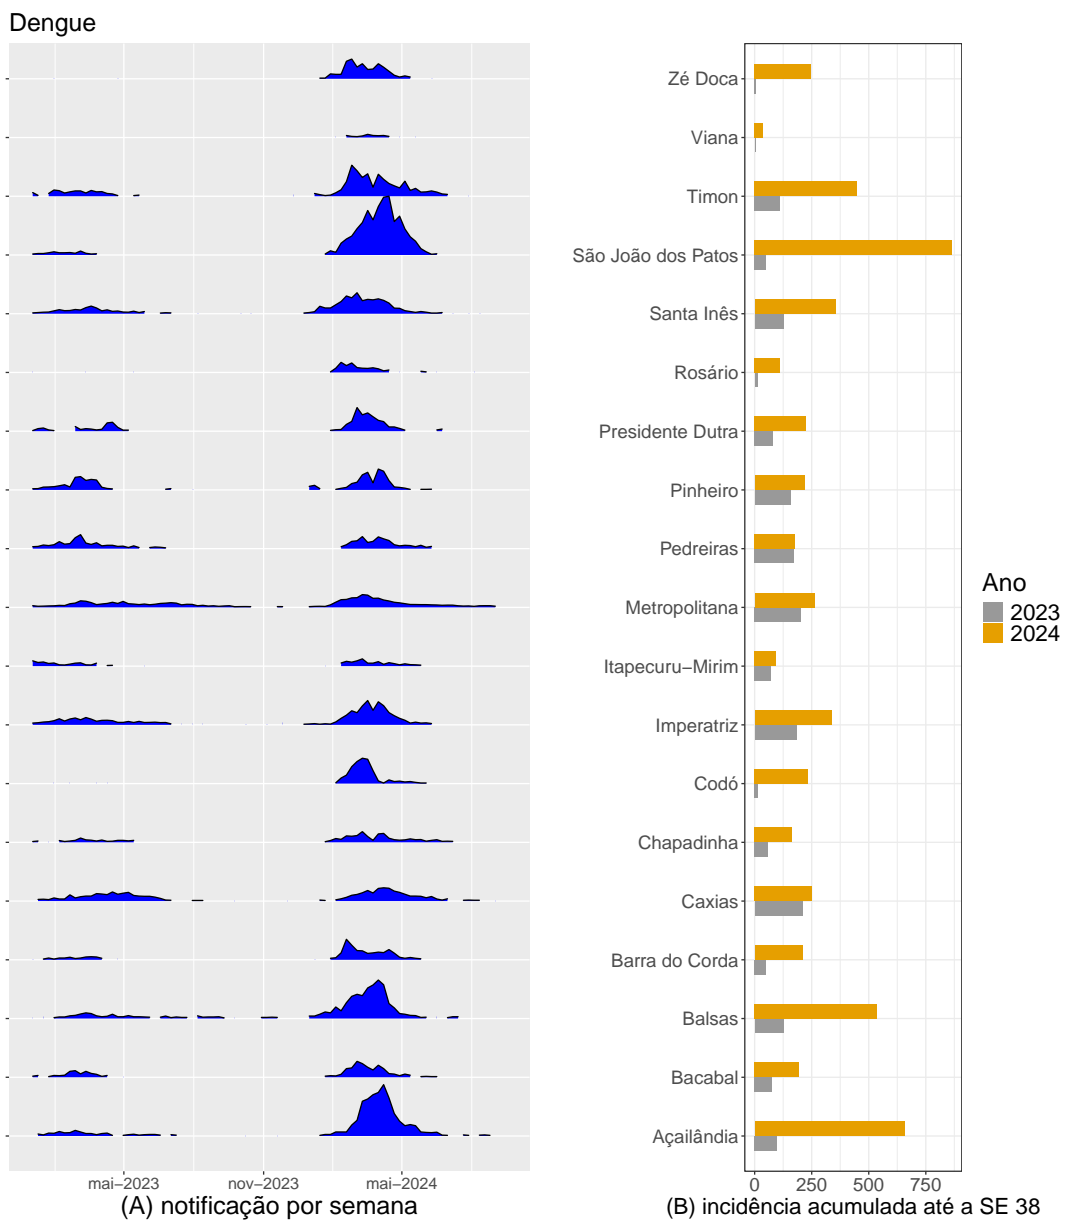 Dengue
Zé Doca
Viana
Timon
São João dos Patos
Santa Inês
Rosário
Presidente Dutra
Pinheiro
Pedreiras
Metropolitana
Itapecuru−Mirim
Imperatriz
Codó
Chapadinha
Caxias
Barra do Corda
Balsas
Bacabal
Açailândia
Ano
2023
2024
mai−2023 nov−2023 mai−2024
(A) notificação por semana
0 250 500 750
(B) incidência acumulada até a SE 38